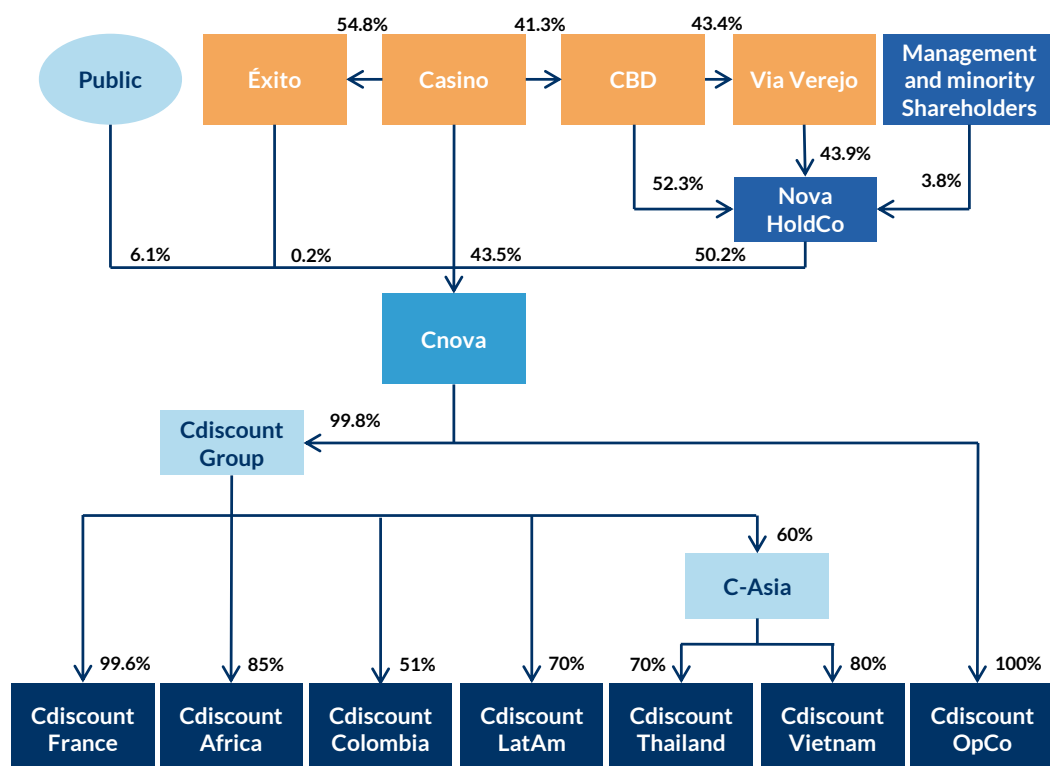 54.8%
41.3%
43.4%
Public
Éxito
Casino
CBD
Via Verejo
Management
and minority
Shareholders
43.9%
52.3%
3.8%
Nova
HoldCo
6.1%
0.2%
43.5%
50.2%
Cnova
99.8%
Cdiscount
Group
60%
C-Asia
99.6%
85%
51%
70%
70%
80%
100%
Cdiscount
France
Cdiscount
Africa
Cdiscount
Colombia
Cdiscount
LatAm
Cdiscount
Thailand
Cdiscount
Vietnam
Cdiscount
OpCo